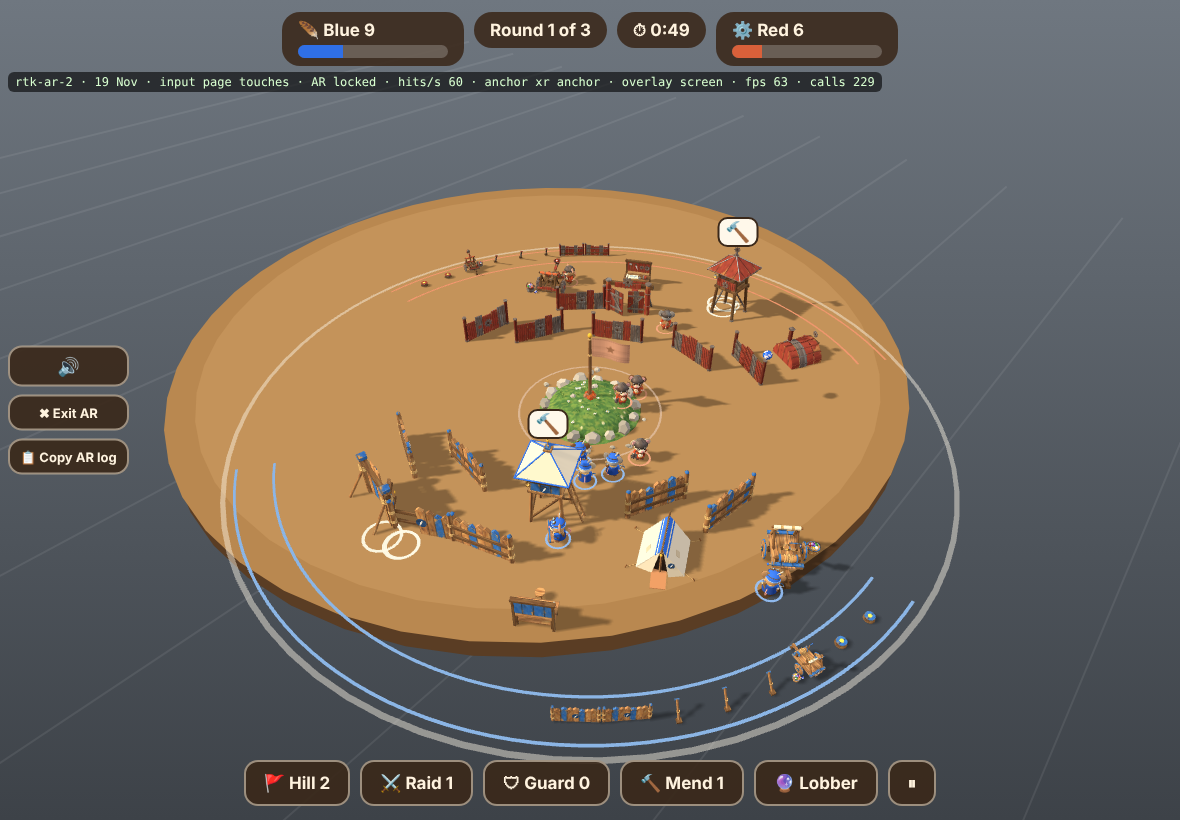 Blue 9
Round 1 of 3
0:49
Red 6
rtk-ar-2 · 19 Nov · input page touches · AR locked · hits/s 60 · anchor xr anchor · overlay screen · fps 63 · calls 229
Exit AR
Copy AR log
Hill 2
Raid 1
Guard 0
Mend 1
Lobber